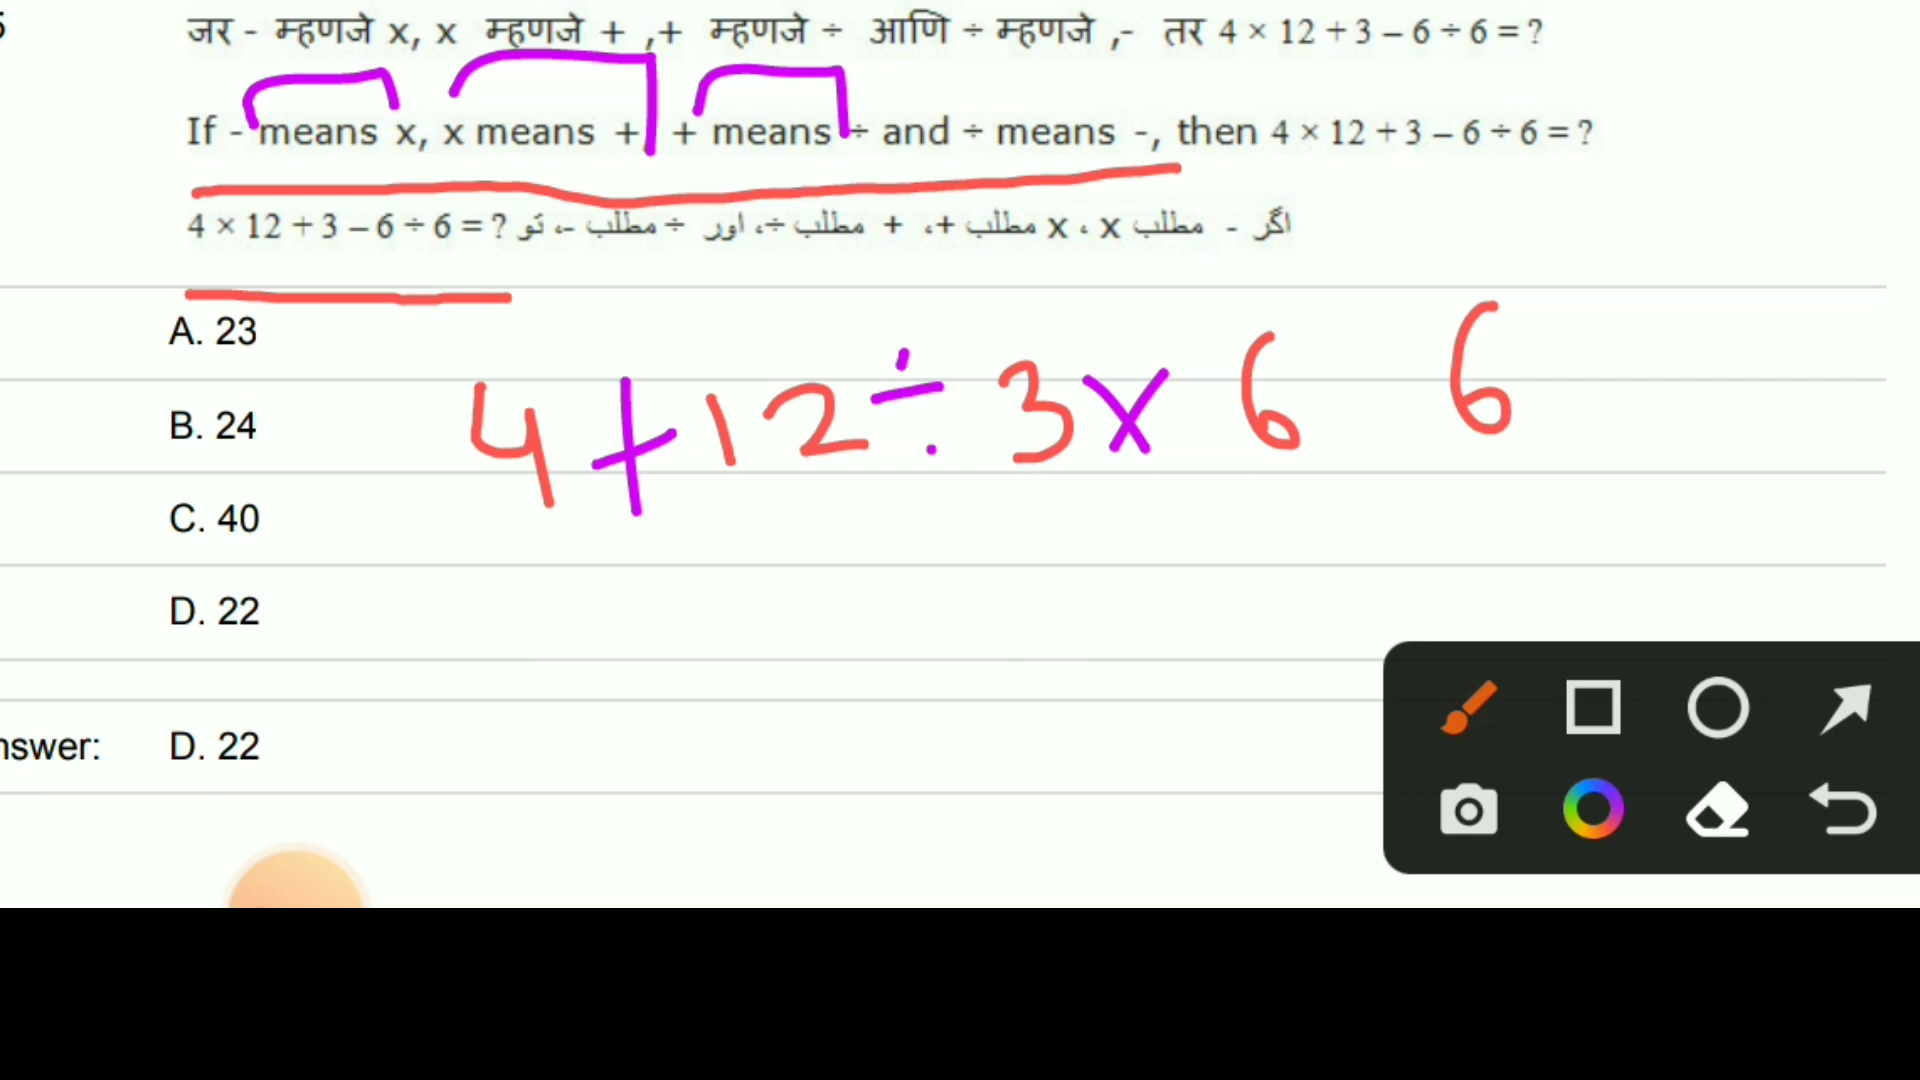 5
जर - म्हणजे x, x म्हणजे + ,+ म्हणजे ÷ आणि ÷ म्हणजे ,- तर 4 × 12 + 3 – 6 ÷ 6 = ?
If - means x, x means + + means ÷ and ÷ means -, then 4 × 12 + 3 – 6 ÷ 6 = ?
اگر - مطلب x ، x مطلب +، + مطلب ÷، اور ÷ مطلب -، تو 4 × 12 + 3 – 6 ÷ 6 = ?
A. 23
4 + 12 ÷ 3 x 6 6
B. 24
C. 40
D. 22
nswer: D. 22